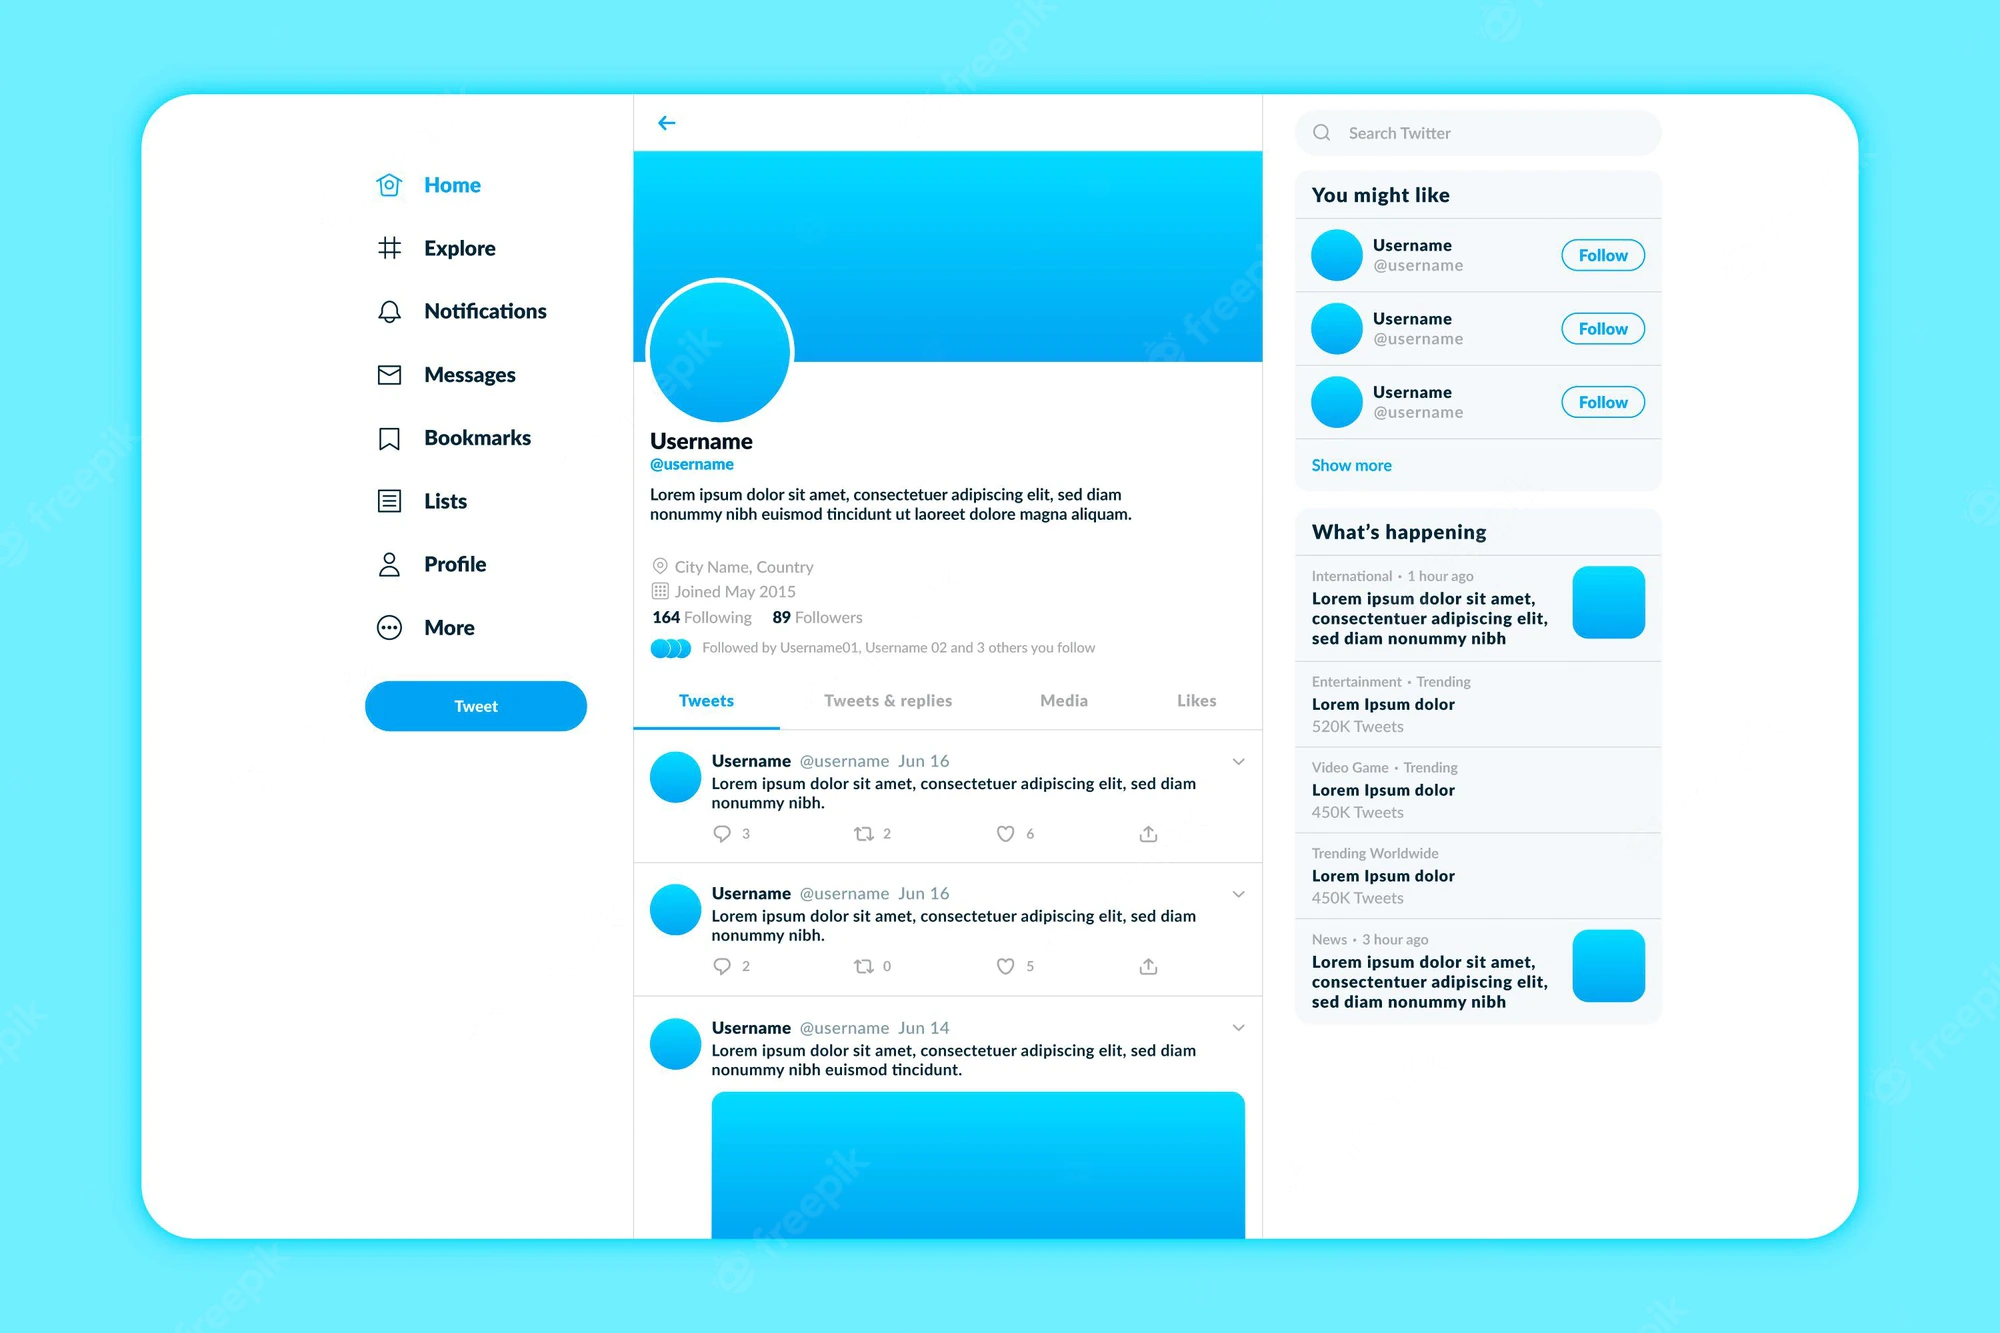 Home
Explore
Notifications
Messages
Bookmarks
Lists
Profile
More
Tweet
Username
@username
Lorem ipsum dolor sit amet, consectetuer adipiscing elit, sed diam
nonummy nibh euismod tincidunt ut laoreet dolore magna aliquam.
City Name, Country
Joined May 2015
164 Following 89 Followers
Followed by Username01, Username 02 and 3 others you follow
Tweets Tweets & replies Media Likes
Username @username Jun 16
Lorem ipsum dolor sit amet, consectetuer adipiscing elit, sed diam
nonummy nibh.
3 2 6
Username @username Jun 16
Lorem ipsum dolor sit amet, consectetuer adipiscing elit, sed diam
nonummy nibh.
2 0 5
Username @username Jun 14
Lorem ipsum dolor sit amet, consectetuer adipiscing elit, sed diam
nonummy nibh euismod tincidunt.
Search Twitter
You might like
Username
@username
Follow
Username
@username
Follow
Username
@username
Follow
Show more
What's happening
International • 1 hour ago
Lorem ipsum dolor sit amet,
consectentuer adipiscing elit,
sed diam nonummy nibh
Entertainment • Trending
Lorem Ipsum dolor
520K Tweets
Video Game • Trending
Lorem Ipsum dolor
450K Tweets
Trending Worldwide
Lorem Ipsum dolor
450K Tweets
News • 3 hour ago
Lorem ipsum dolor sit amet,
consectentuer adipiscing elit,
sed diam nonummy nibh
freepik